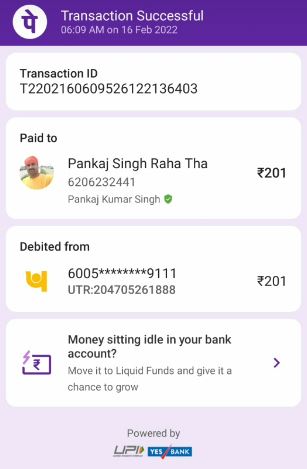 पे
Transaction Successful
06:09 AM on 16 Feb 2022
Transaction ID
T2202160609526122136403
Paid to
Pankaj Singh Raha Tha
₹201
6206232441
Pankaj Kumar Singh
Debited from
6005********9111
₹201
UTR:204705261888
Money sitting idle in your bank
account?
₹
Move it to Liquid Funds and give it a
chance to grow
Powered by
UPI YES BANK